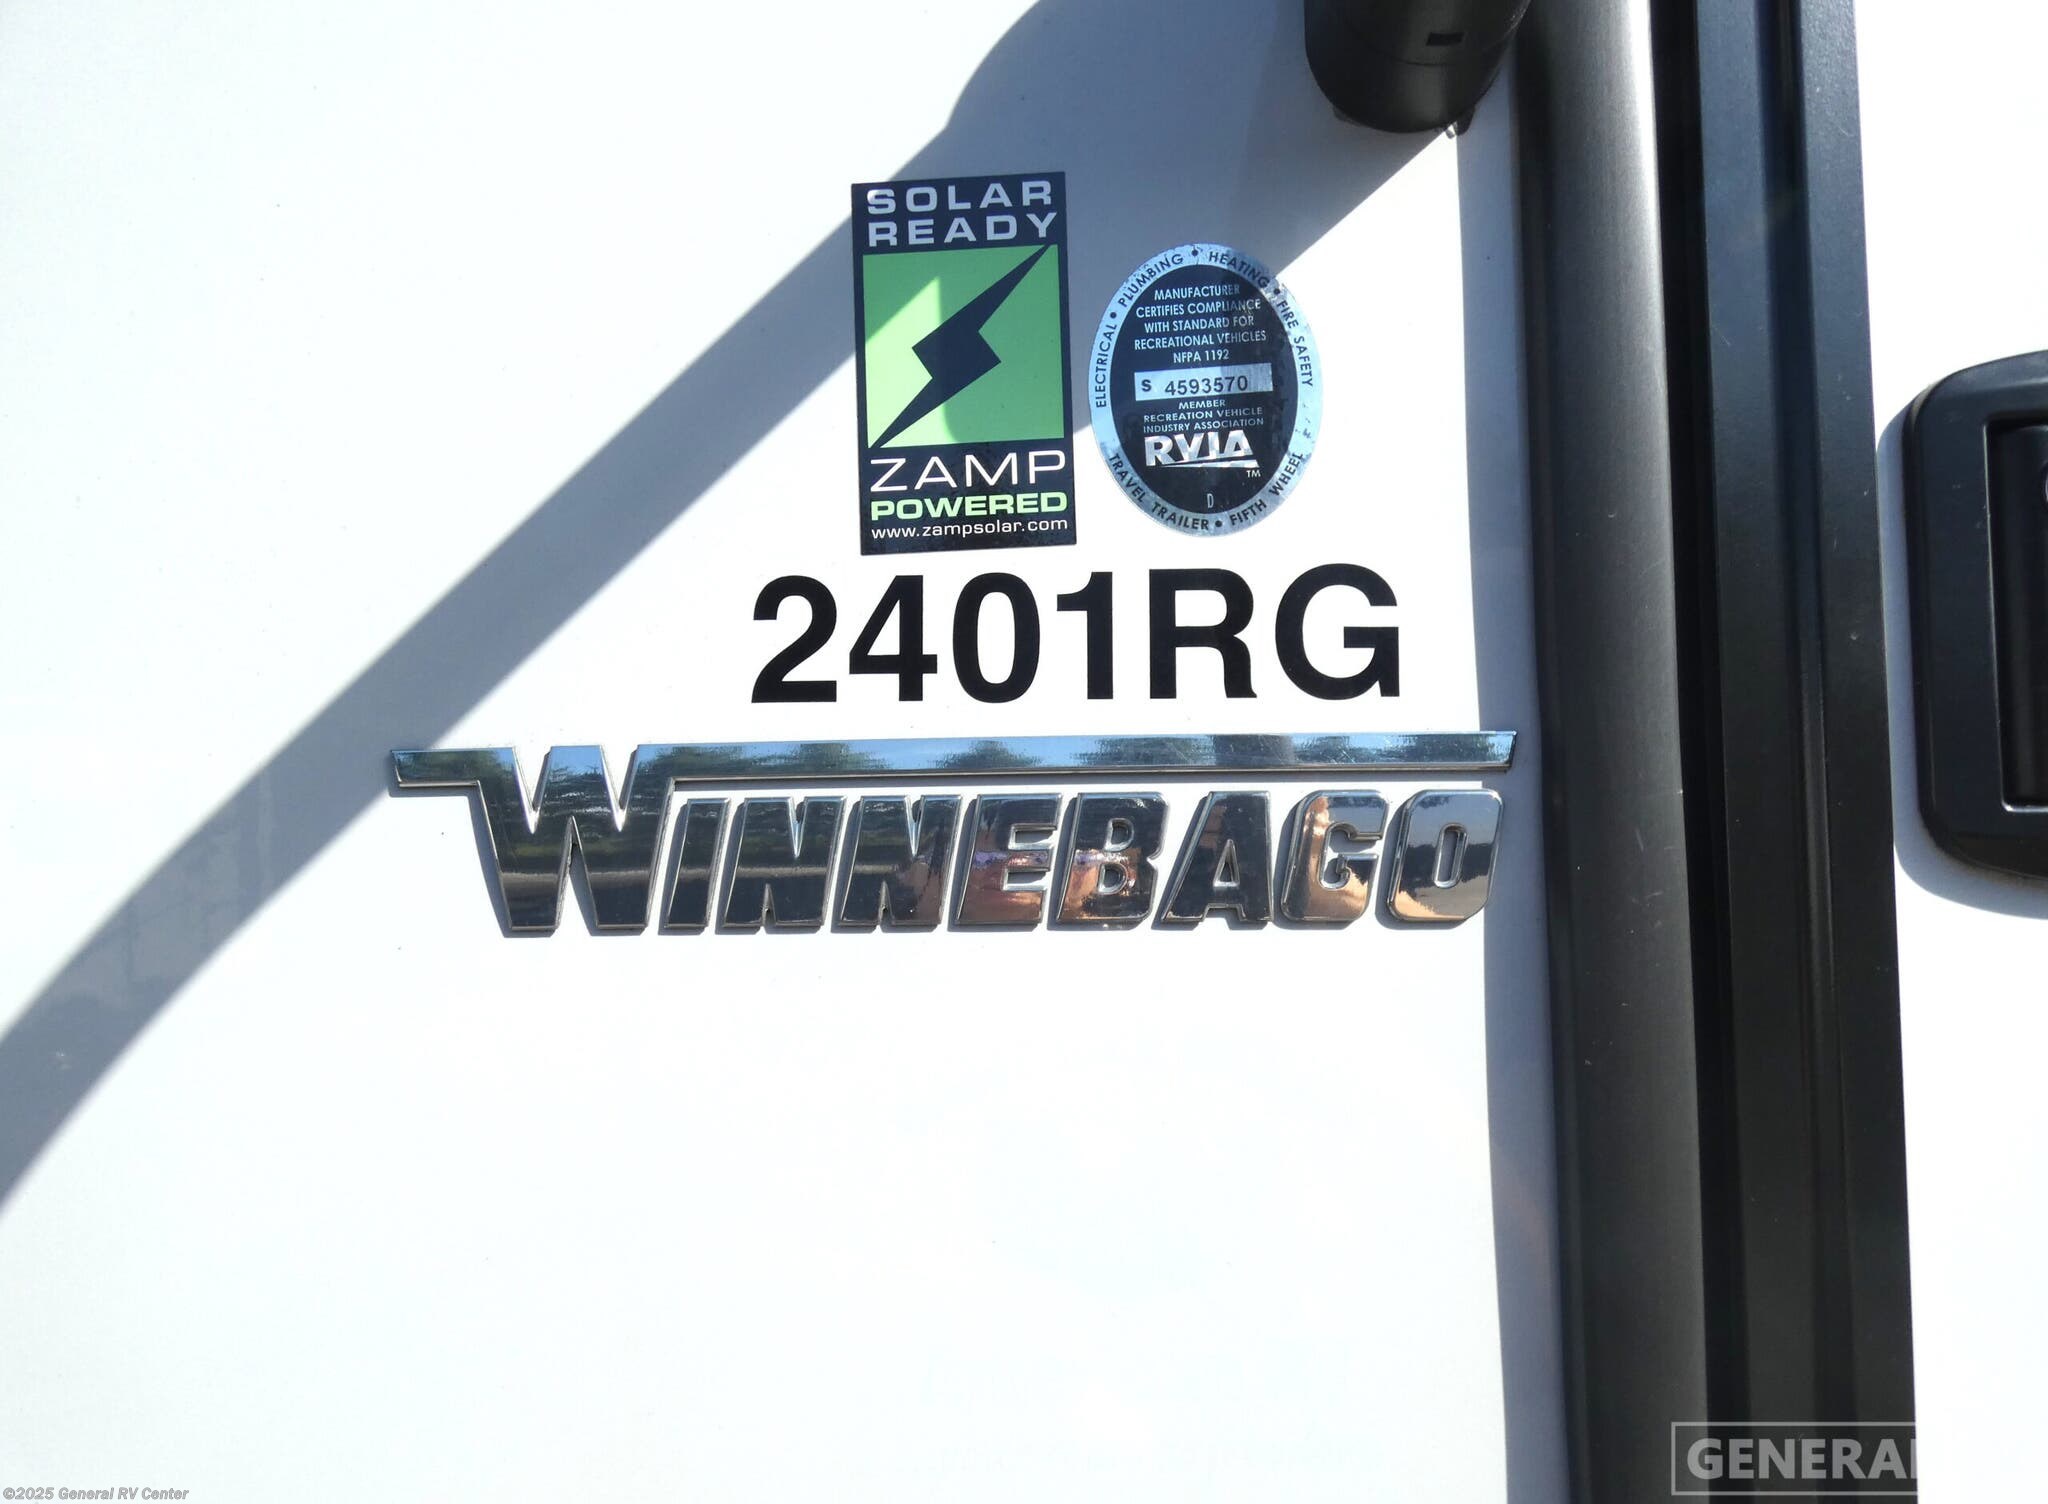 SOLAR
READY
ZAMP
POWERED
www.zampsolar.com
ELECTRICAL • PLUMBING • HEATING • FIRE SAFETY
MANUFACTURER
CERTIFIES COMPLIANCE
WITH STANDARD FOR
RECREATIONAL VEHICLES
NFPA 1192
S 4593570
MEMBER
RECREATION VEHICLE
INDUSTRY ASSOCIATION
RVIA
TM
D
TRAVEL TRAILER • FIFTH WHEEL
2401RG
WINNEBAGO
GENERAL
©2025 General RV Center